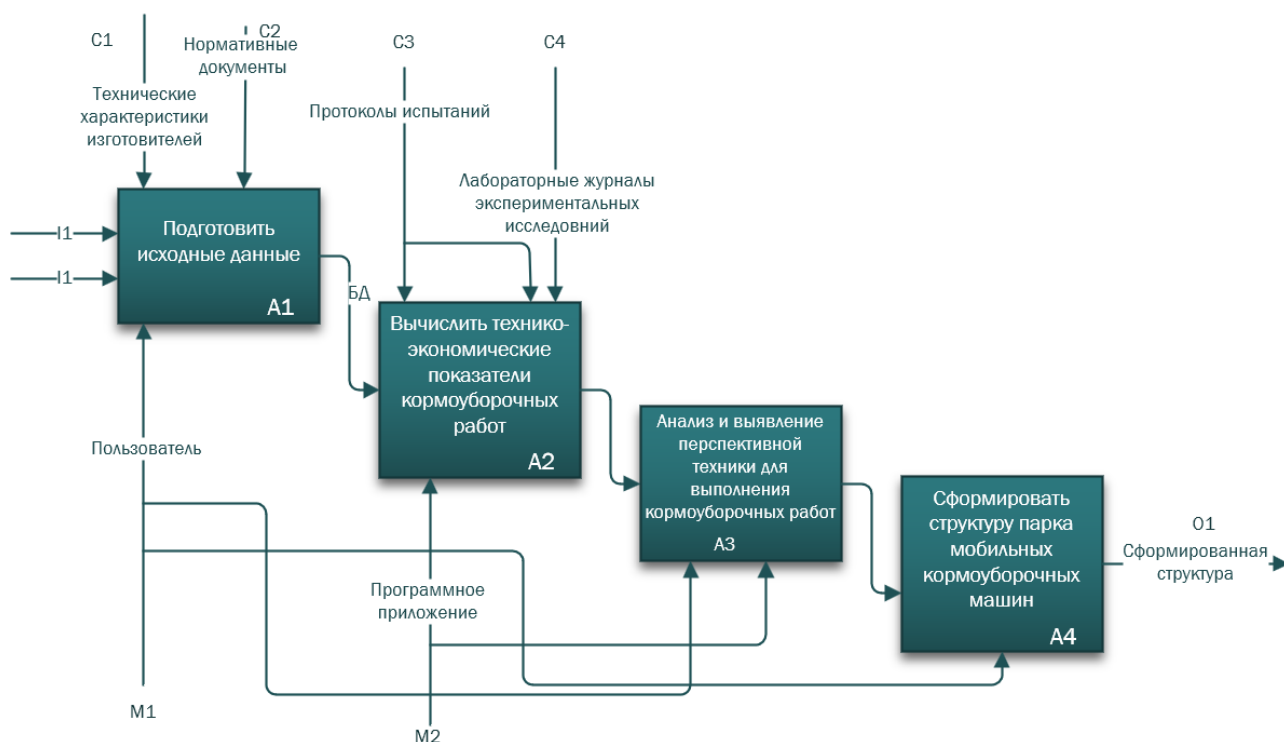 C1
C2
Нормативные
документы
C3
C4
Технические
характеристики
изготовителей
Протоколы испытаний
Лабораторные журналы
экспериментальных
исследовний
I1
I1
Подготовить
исходные данные
A1
БД
Вычислить технико-
экономические
показатели
кормоуборочных
работ
A2
Анализ и выявление
перспективной
техники для
выполнения
кормоуборочных работ
A3
Сформировать
структуру парка
мобильных
кормоуборочных
машин
A4
O1
Сформированная
структура
Пользователь
Программное
приложение
M1
M2